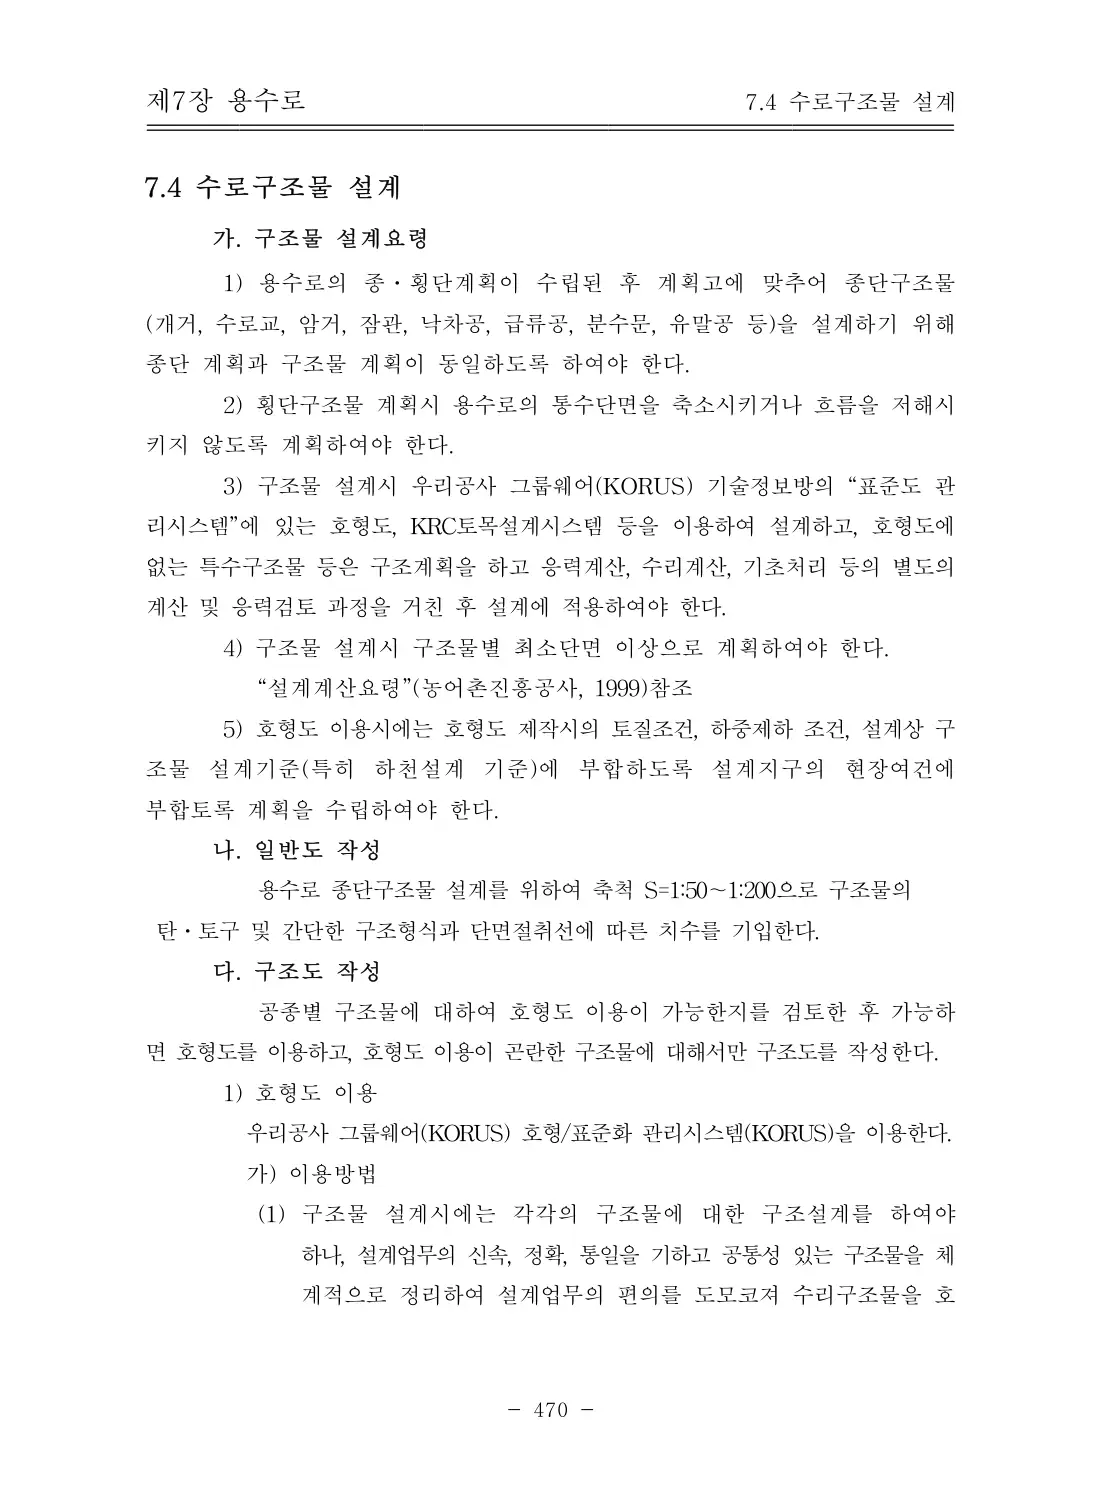 제7장 용수로
7.4 수로구조물 설계
7.4 수로구조물 설계
가. 구조물 설계요령
1) 용수로의 종·횡단계획이 수립된 후 계획고에 맞추어 종단구조물
(개거, 수로교, 암거, 잠관, 낙차공, 급류공, 분수문, 유말공 등)을 설계하기 위해
종단 계획과 구조물 계획이 동일하도록 하여야 한다.
2) 횡단구조물 계획시 용수로의 통수단면을 축소시키거나 흐름을 저해시
키지 않도록 계획하여야 한다.
3) 구조물 설계시 우리공사 그룹웨어(KORUS) 기술정보방의 “표준도 관
리시스템”에 있는 호형도, KRC토목설계시스템 등을 이용하여 설계하고, 호형도에
없는 특수구조물 등은 구조계획을 하고 응력계산, 수리계산, 기초처리 등의 별도의
계산 및 응력검토 과정을 거친 후 설계에 적용하여야 한다.
4) 구조물 설계시 구조물별 최소단면 이상으로 계획하여야 한다.
“설계계산요령”(농어촌진흥공사, 1999)참조
5) 호형도 이용시에는 호형도 제작시의 토질조건, 하중제하 조건, 설계상 구
조물 설계기준(특히 하천설계 기준)에 부합하도록 설계지구의 현장여건에
부합토록 계획을 수립하여야 한다.
나. 일반도 작성
용수로 종단구조물 설계를 위하여 축척 S=1:50~1:200으로 구조물의
탄·토구 및 간단한 구조형식과 단면절취선에 따른 치수를 기입한다.
다. 구조도 작성
공종별 구조물에 대하여 호형도 이용이 가능한지를 검토한 후 가능하
면 호형도를 이용하고, 호형도 이용이 곤란한 구조물에 대해서만 구조도를 작성한다.
1) 호형도 이용
우리공사 그룹웨어(KORUS) 호형/표준화 관리시스템(KORUS)을 이용한다.
가) 이용방법
(1) 구조물 설계시에는 각각의 구조물에 대한 구조설계를 하여야
하나, 설계업무의 신속, 정확, 통일을 기하고 공통성 있는 구조물을 체
계적으로 정리하여 설계업무의 편의를 도모코져 수리구조물을 호
- 470 -